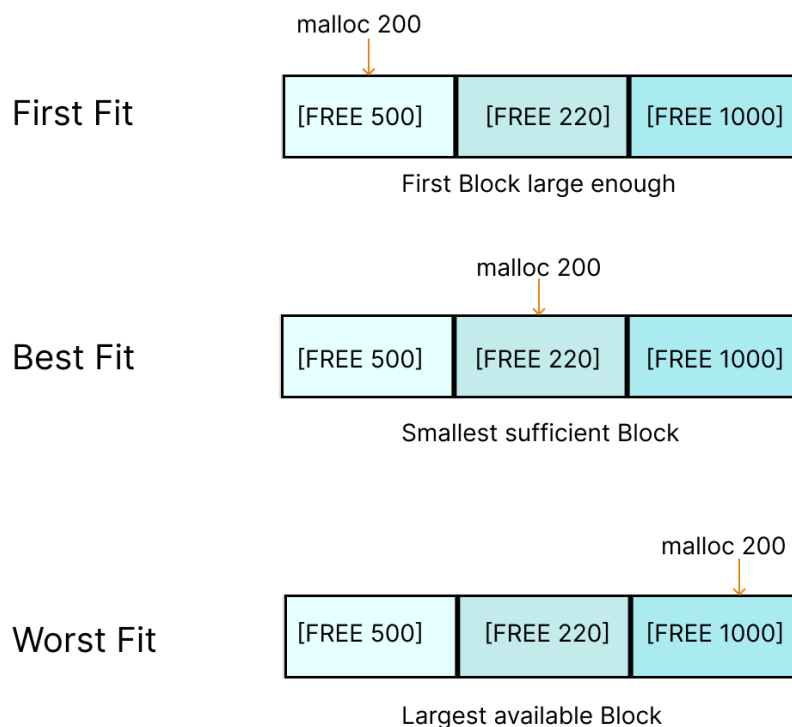 malloc 200
First Fit
[FREE 500] [FREE 220] [FREE 1000]
First Block large enough
malloc 200
Best Fit
[FREE 500] [FREE 220] [FREE 1000]
Smallest sufficient Block
malloc 200
Worst Fit
[FREE 500] [FREE 220] [FREE 1000]
Largest available Block